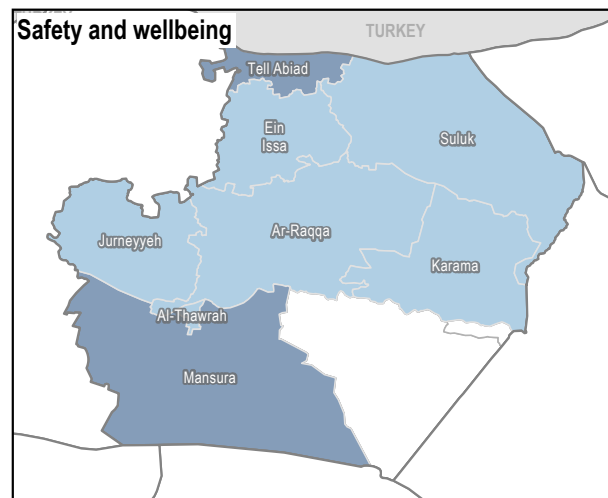 Safety and wellbeing
TURKEY
Tell Abiad
Ein
Issa
Suluk
Jurneyyeh
Ar-Raqqa
Karama
Al-Thawrah
Mansura